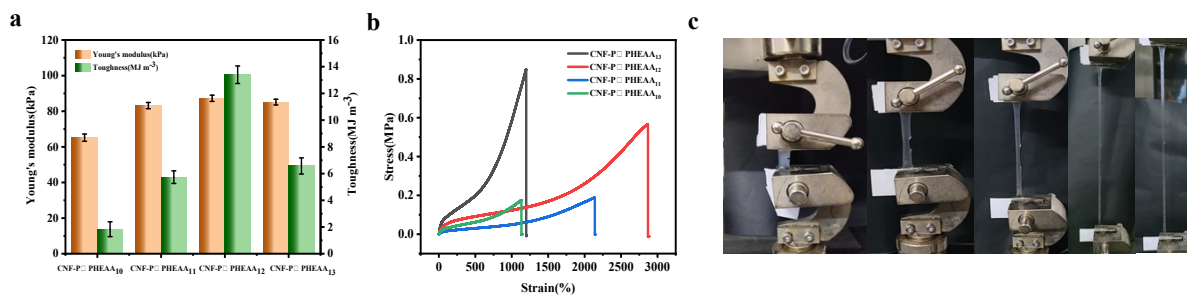 a
120
100
80
60
40
20
0
Young's modulus(kPa)
Young's modulus(kPa)
Toughness(MJ m⁻³)
16
14
12
10
8
6
4
2
0
Toughness(MJ m⁻³)
CNF-P□ PHEAA₁₀
CNF-P□ PHEAA₁₁
CNF-P□ PHEAA₁₂
CNF-P□ PHEAA₁₃
b
1.0
0.8
0.6
0.4
0.2
0.0
Stress(MPa)
CNF-P□ PHEAA₁₃
CNF-P□ PHEAA₁₂
CNF-P□ PHEAA₁₁
CNF-P□ PHEAA₁₀
0 500 1000 1500 2000 2500 3000
Strain(%)
c